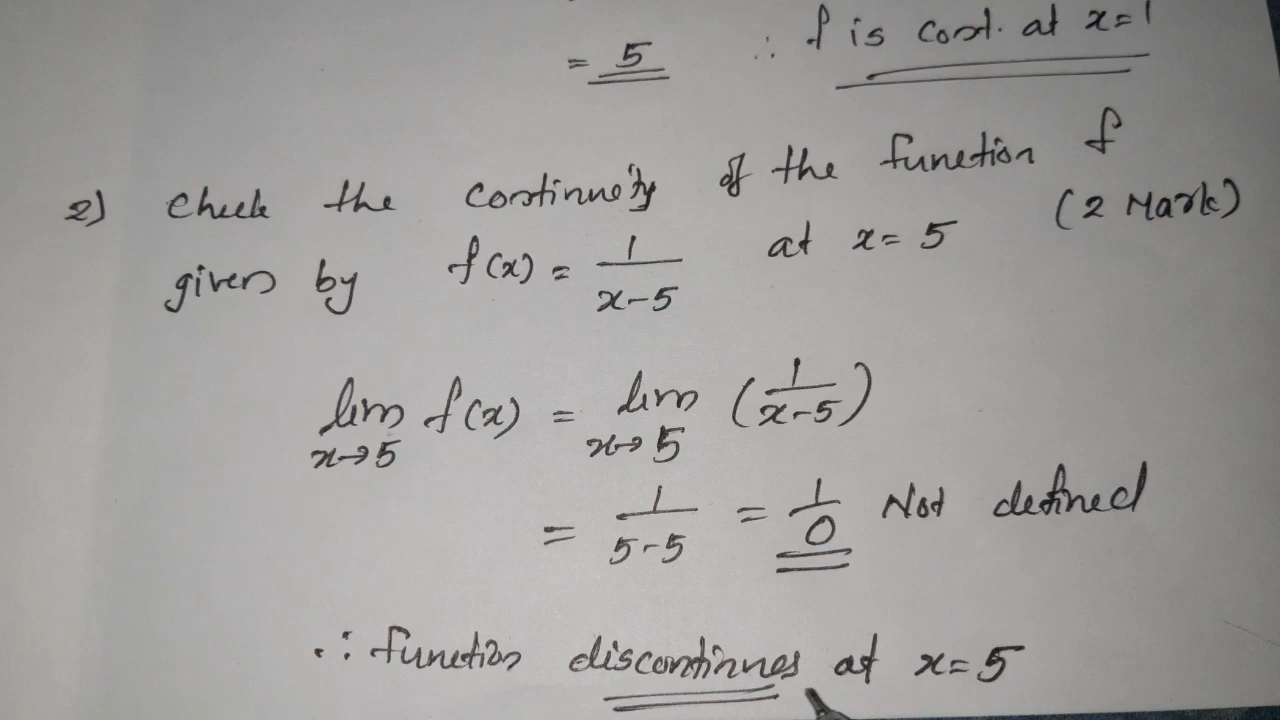 = 5 ∴ f is cont. at x=1
2) Check the continuity of the function f
given by f(x) = 1/(x-5) at x=5 (2 Mark)
lim x→5 f(x) = lim x→5 (1/(x-5))
= 1/(5-5) = 1/0 Not defined
∴ function discontinues at x=5